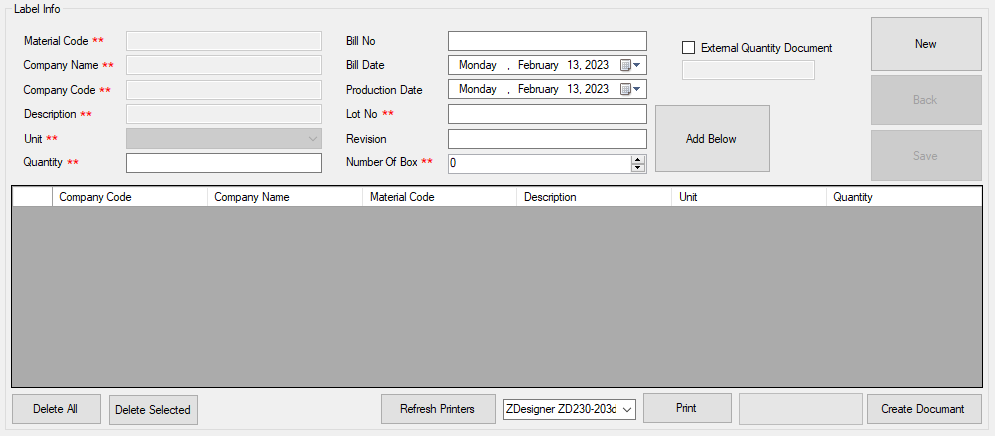 Label Info
Material Code **
Company Name **
Company Code **
Description **
Unit **
Quantity **
Bill No
Bill Date Monday , February 13, 2023
Production Date Monday , February 13, 2023
Lot No **
Revision
Number Of Box ** 0
External Quantity Document
Add Below
New
Back
Save
Company Code Company Name Material Code Description Unit Quantity
Delete All Delete Selected Refresh Printers ZDesigner ZD230-203d Print Create Documant